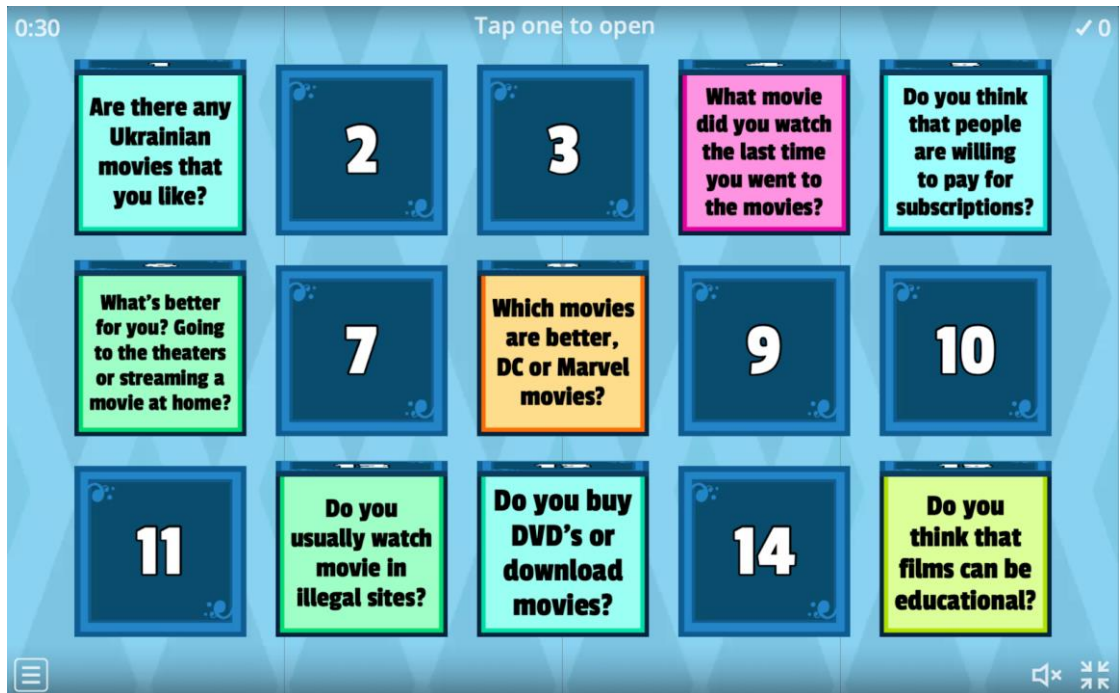 0:30
Tap one to open
✓ 0
Are there any
Ukrainian
movies that
you like?
2
3
What movie
did you watch
the last time
you went to
the movies?
Do you think
that people
are willing
to pay for
subscriptions?
What's better
for you? Going
to the theaters
or streaming a
movie at home?
7
Which movies
are better,
DC or Marvel
movies?
9
10
11
Do you
usually watch
movie in
illegal sites?
Do you buy
DVD's or
download
movies?
14
Do you
think that
films can be
educational?